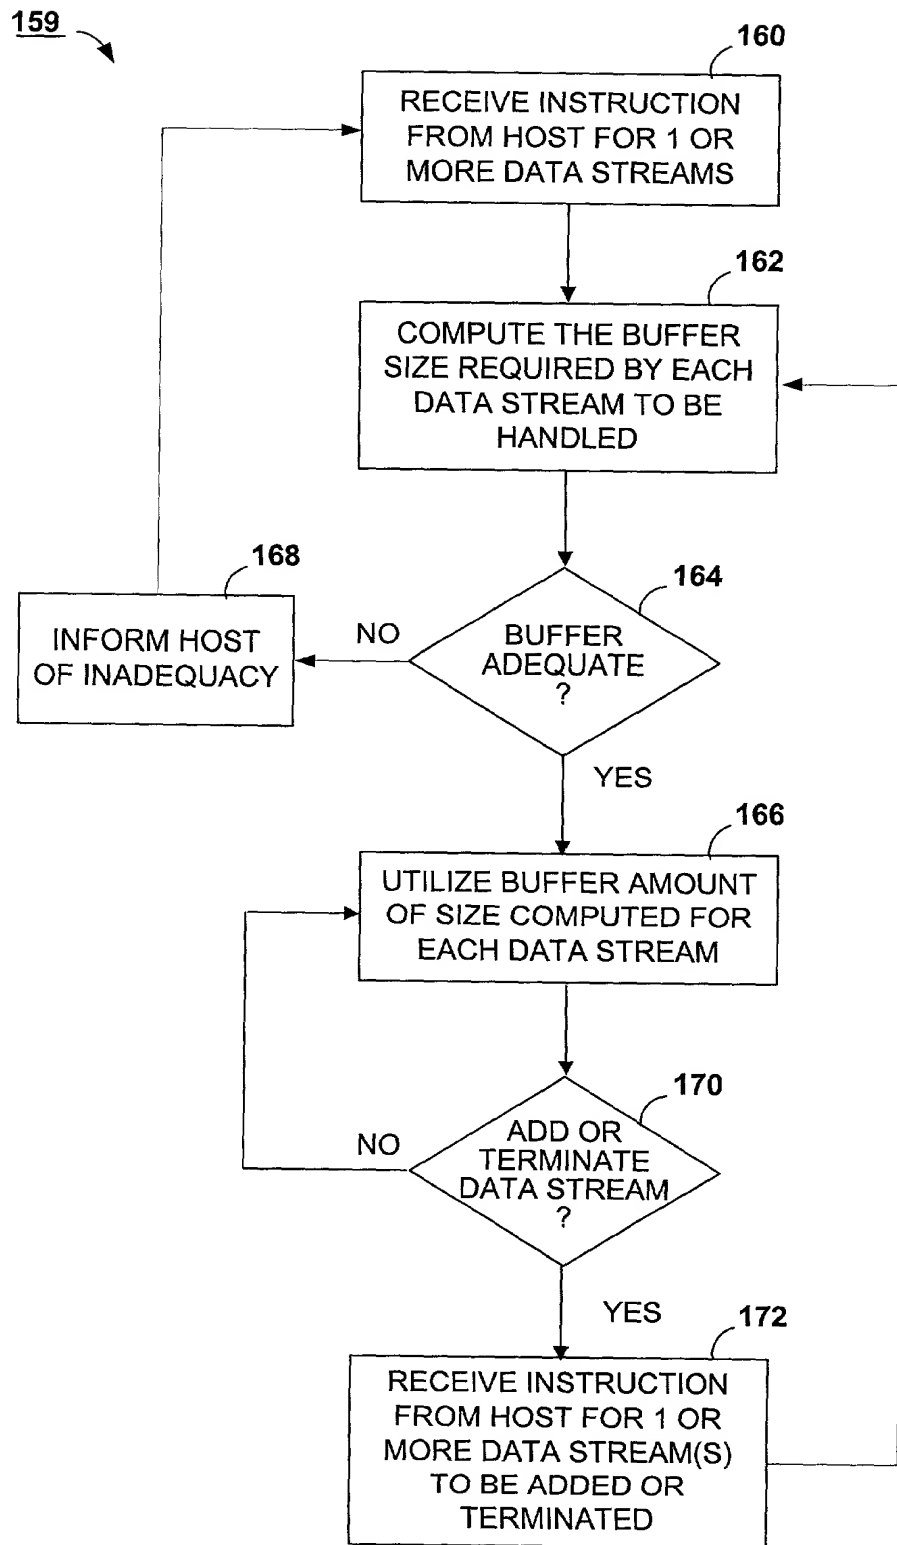 159
160
RECEIVE INSTRUCTION
FROM HOST FOR 1 OR
MORE DATA STREAMS
162
COMPUTE THE BUFFER
SIZE REQUIRED BY EACH
DATA STREAM TO BE
HANDLED
168
INFORM HOST
OF INADEQUACY
NO
164
BUFFER
ADEQUATE
?
YES
166
UTILIZE BUFFER AMOUNT
OF SIZE COMPUTED FOR
EACH DATA STREAM
170
NO
ADD OR
TERMINATE
DATA STREAM
?
YES
172
RECEIVE INSTRUCTION
FROM HOST FOR 1 OR
MORE DATA STREAM(S)
TO BE ADDED OR
TERMINATED